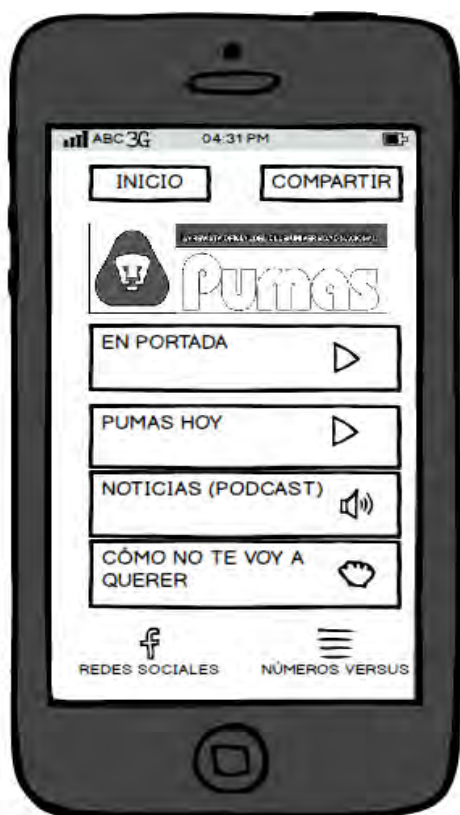 ABC 3G 04:31 PM
INICIO COMPARTIR
Pumas
EN PORTADA
PUMAS HOY
NOTICIAS (PODCAST)
CÓMO NO TE VOY A
QUERER
REDES SOCIALES NÚMEROS VERSUS